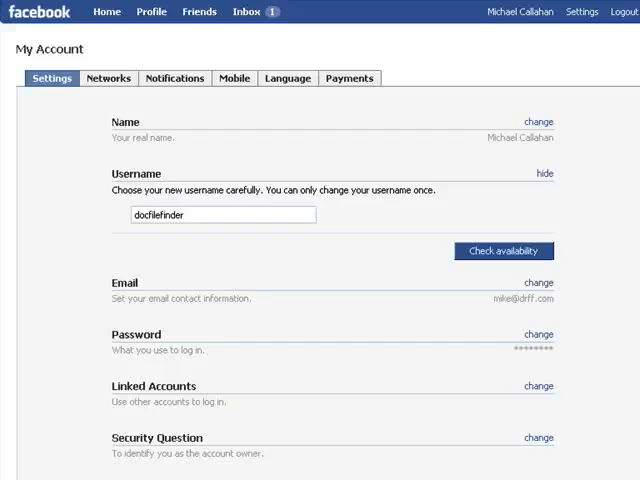 facebook Home Profile Friends Inbox 1 Michael Callahan Settings Logout
My Account
Settings Networks Notifications Mobile Language Payments
Name change
Your real name. Michael Callahan
Username hide
Choose your new username carefully. You can only change your username once.
docfilefinder
Check availability
Email change
Set your email contact information. mike@drff.com
Password change
What you use to log in. ********
Linked Accounts change
Use other accounts to log in.
Security Question change
To identify you as the account owner.